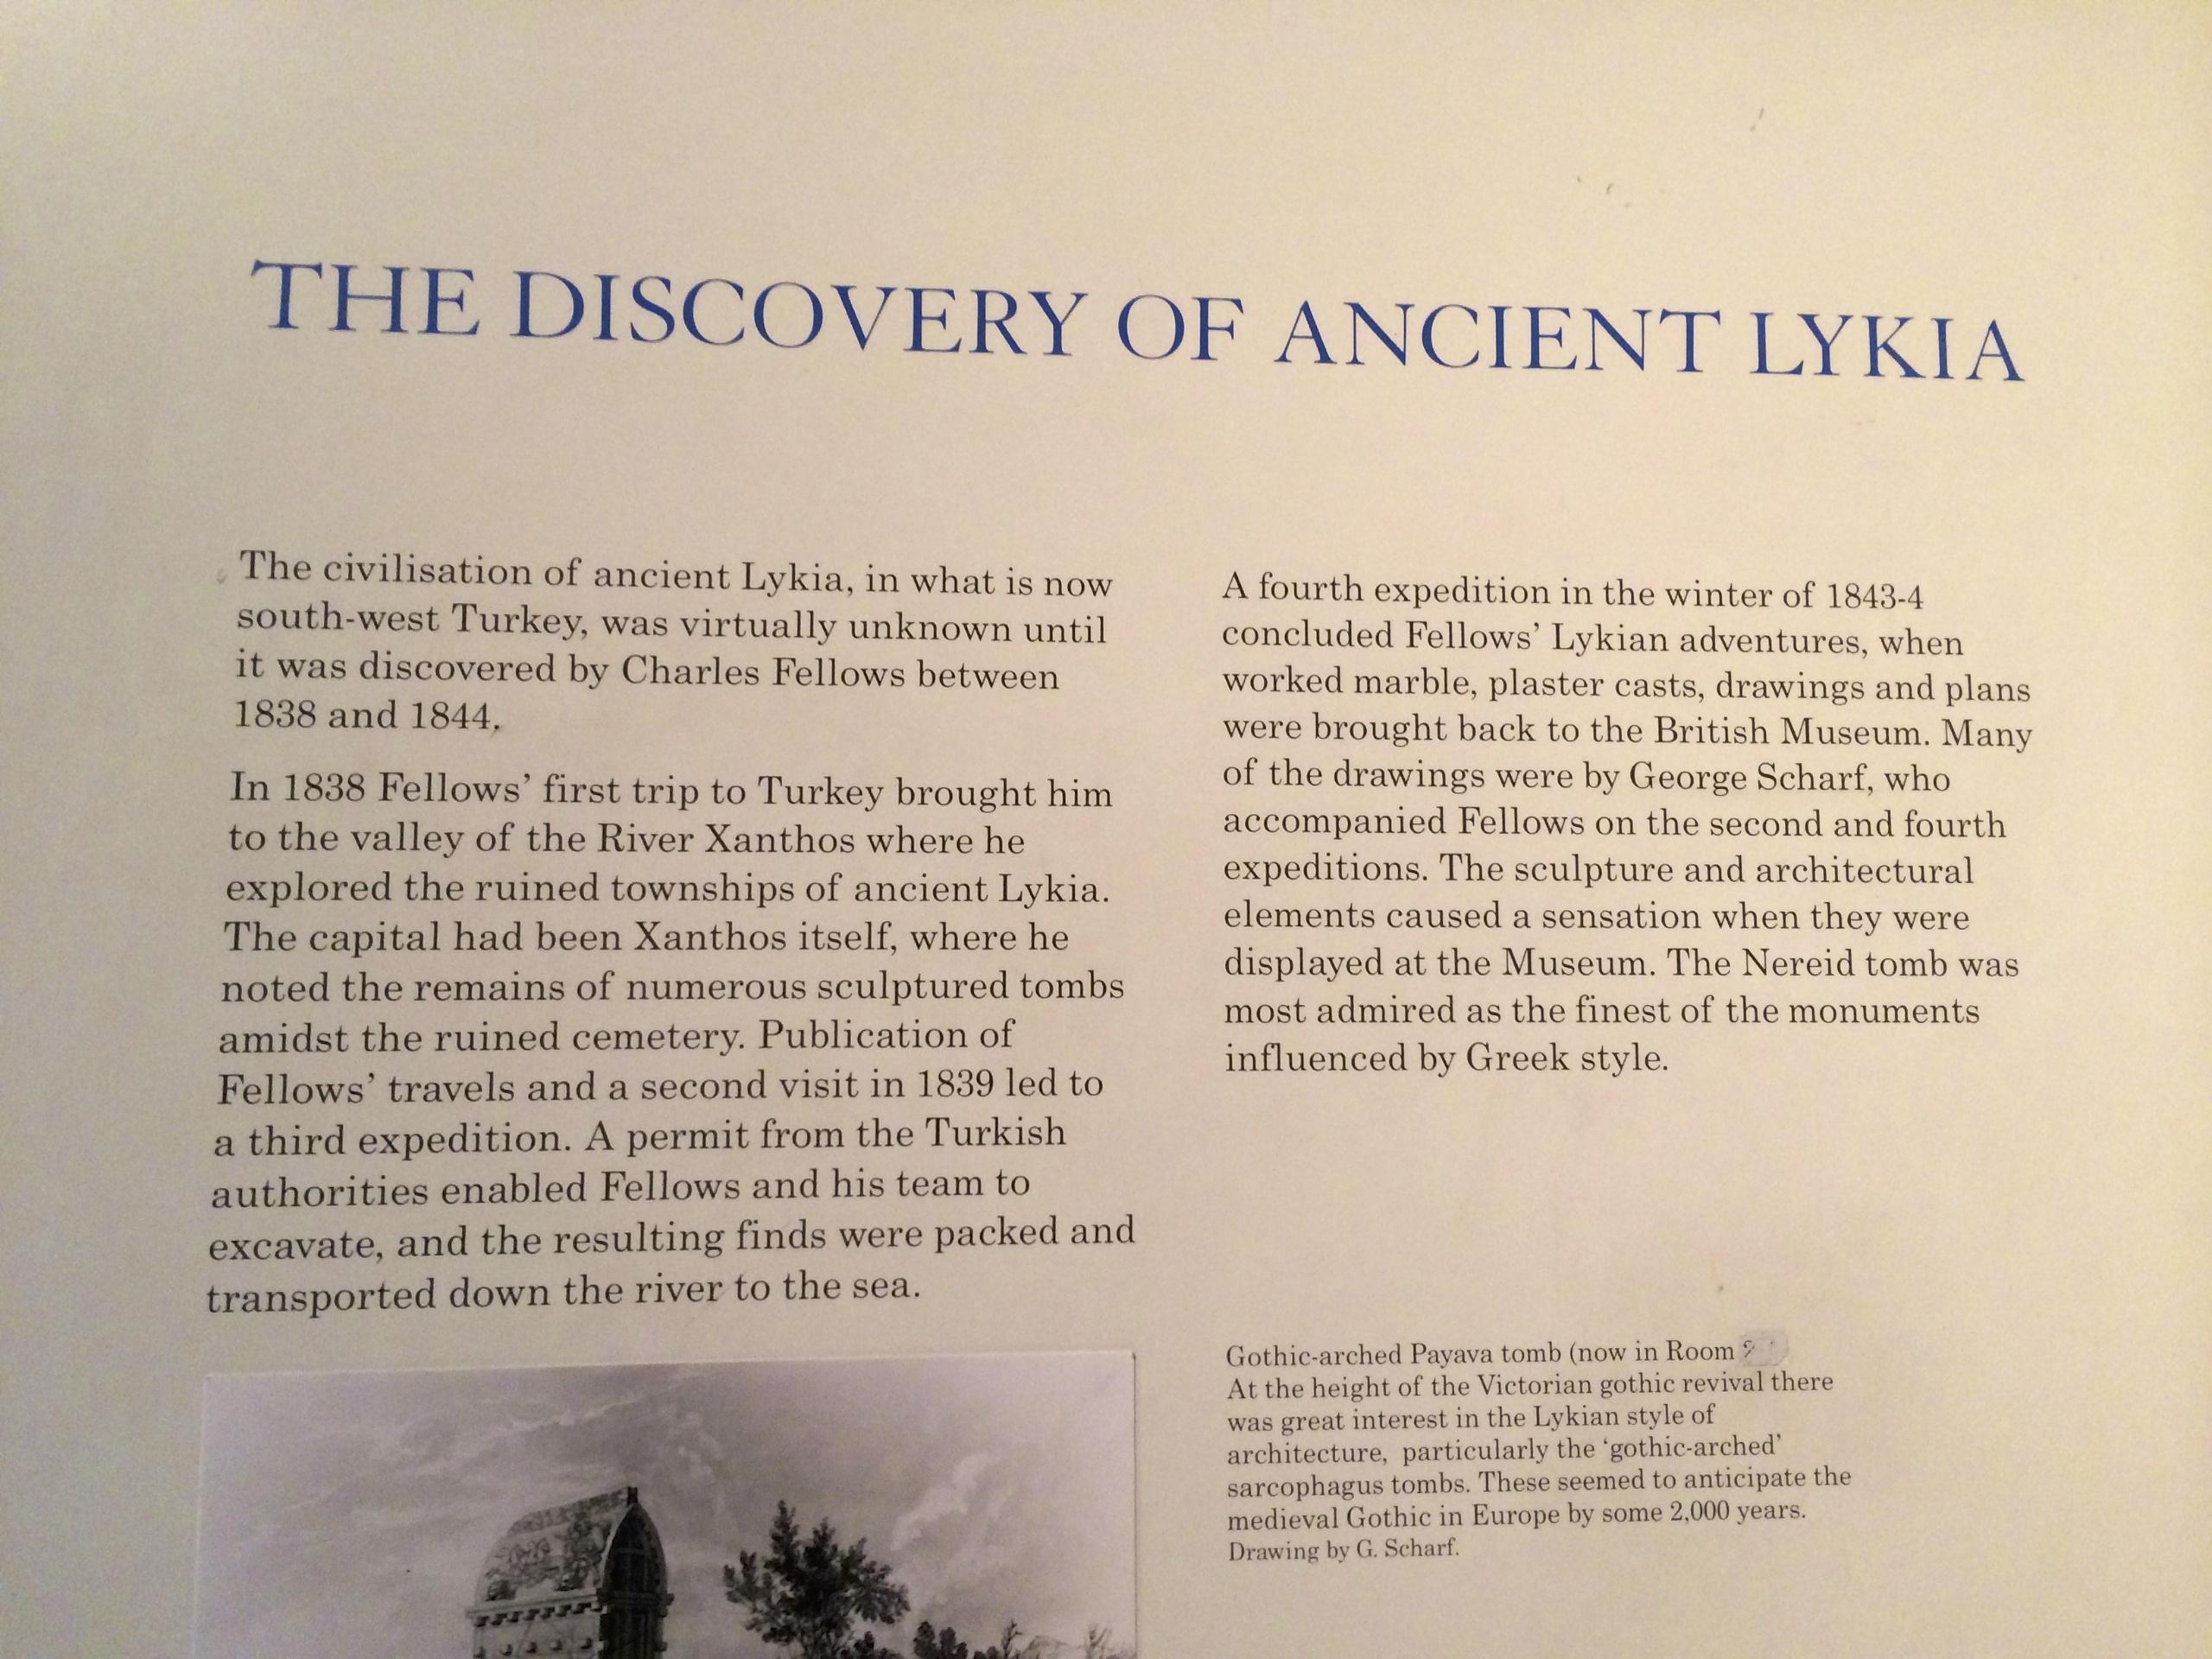 THE DISCOVERY OF ANCIENT LYKIA
The civilisation of ancient Lykia, in what is now
south-west Turkey, was virtually unknown until
it was discovered by Charles Fellows between
1838 and 1844.
In 1838 Fellows’ first trip to Turkey brought him
to the valley of the River Xanthos where he
explored the ruined townships of ancient Lykia.
The capital had been Xanthos itself, where he
noted the remains of numerous sculptured tombs
amidst the ruined cemetery. Publication of
Fellows’ travels and a second visit in 1839 led to
a third expedition. A permit from the Turkish
authorities enabled Fellows and his team to
excavate, and the resulting finds were packed and
transported down the river to the sea.
A fourth expedition in the winter of 1843-4
concluded Fellows’ Lykian adventures, when
worked marble, plaster casts, drawings and plans
were brought back to the British Museum. Many
of the drawings were by George Scharf, who
accompanied Fellows on the second and fourth
expeditions. The sculpture and architectural
elements caused a sensation when they were
displayed at the Museum. The Nereid tomb was
most admired as the finest of the monuments
influenced by Greek style.
Gothic-arched Payava tomb (now in Room
At the height of the Victorian gothic revival there
was great interest in the Lykian style of
architecture, particularly the ‘gothic-arched’
sarcophagus tombs. These seemed to anticipate the
medieval Gothic in Europe by some 2,000 years.
Drawing by G. Scharf.